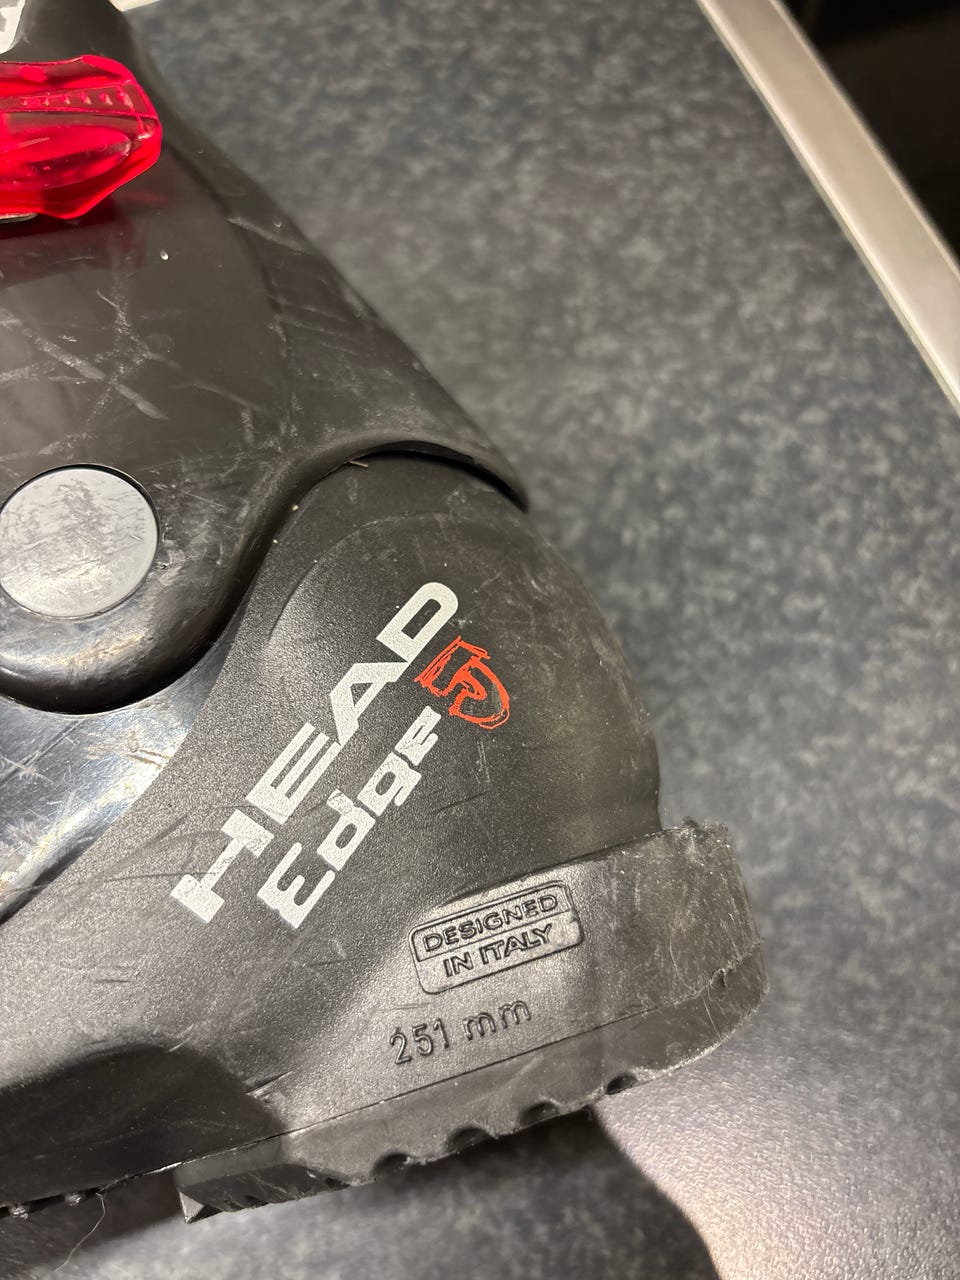 HEAD
Edge J
DESIGNED
IN ITALY
251 mm